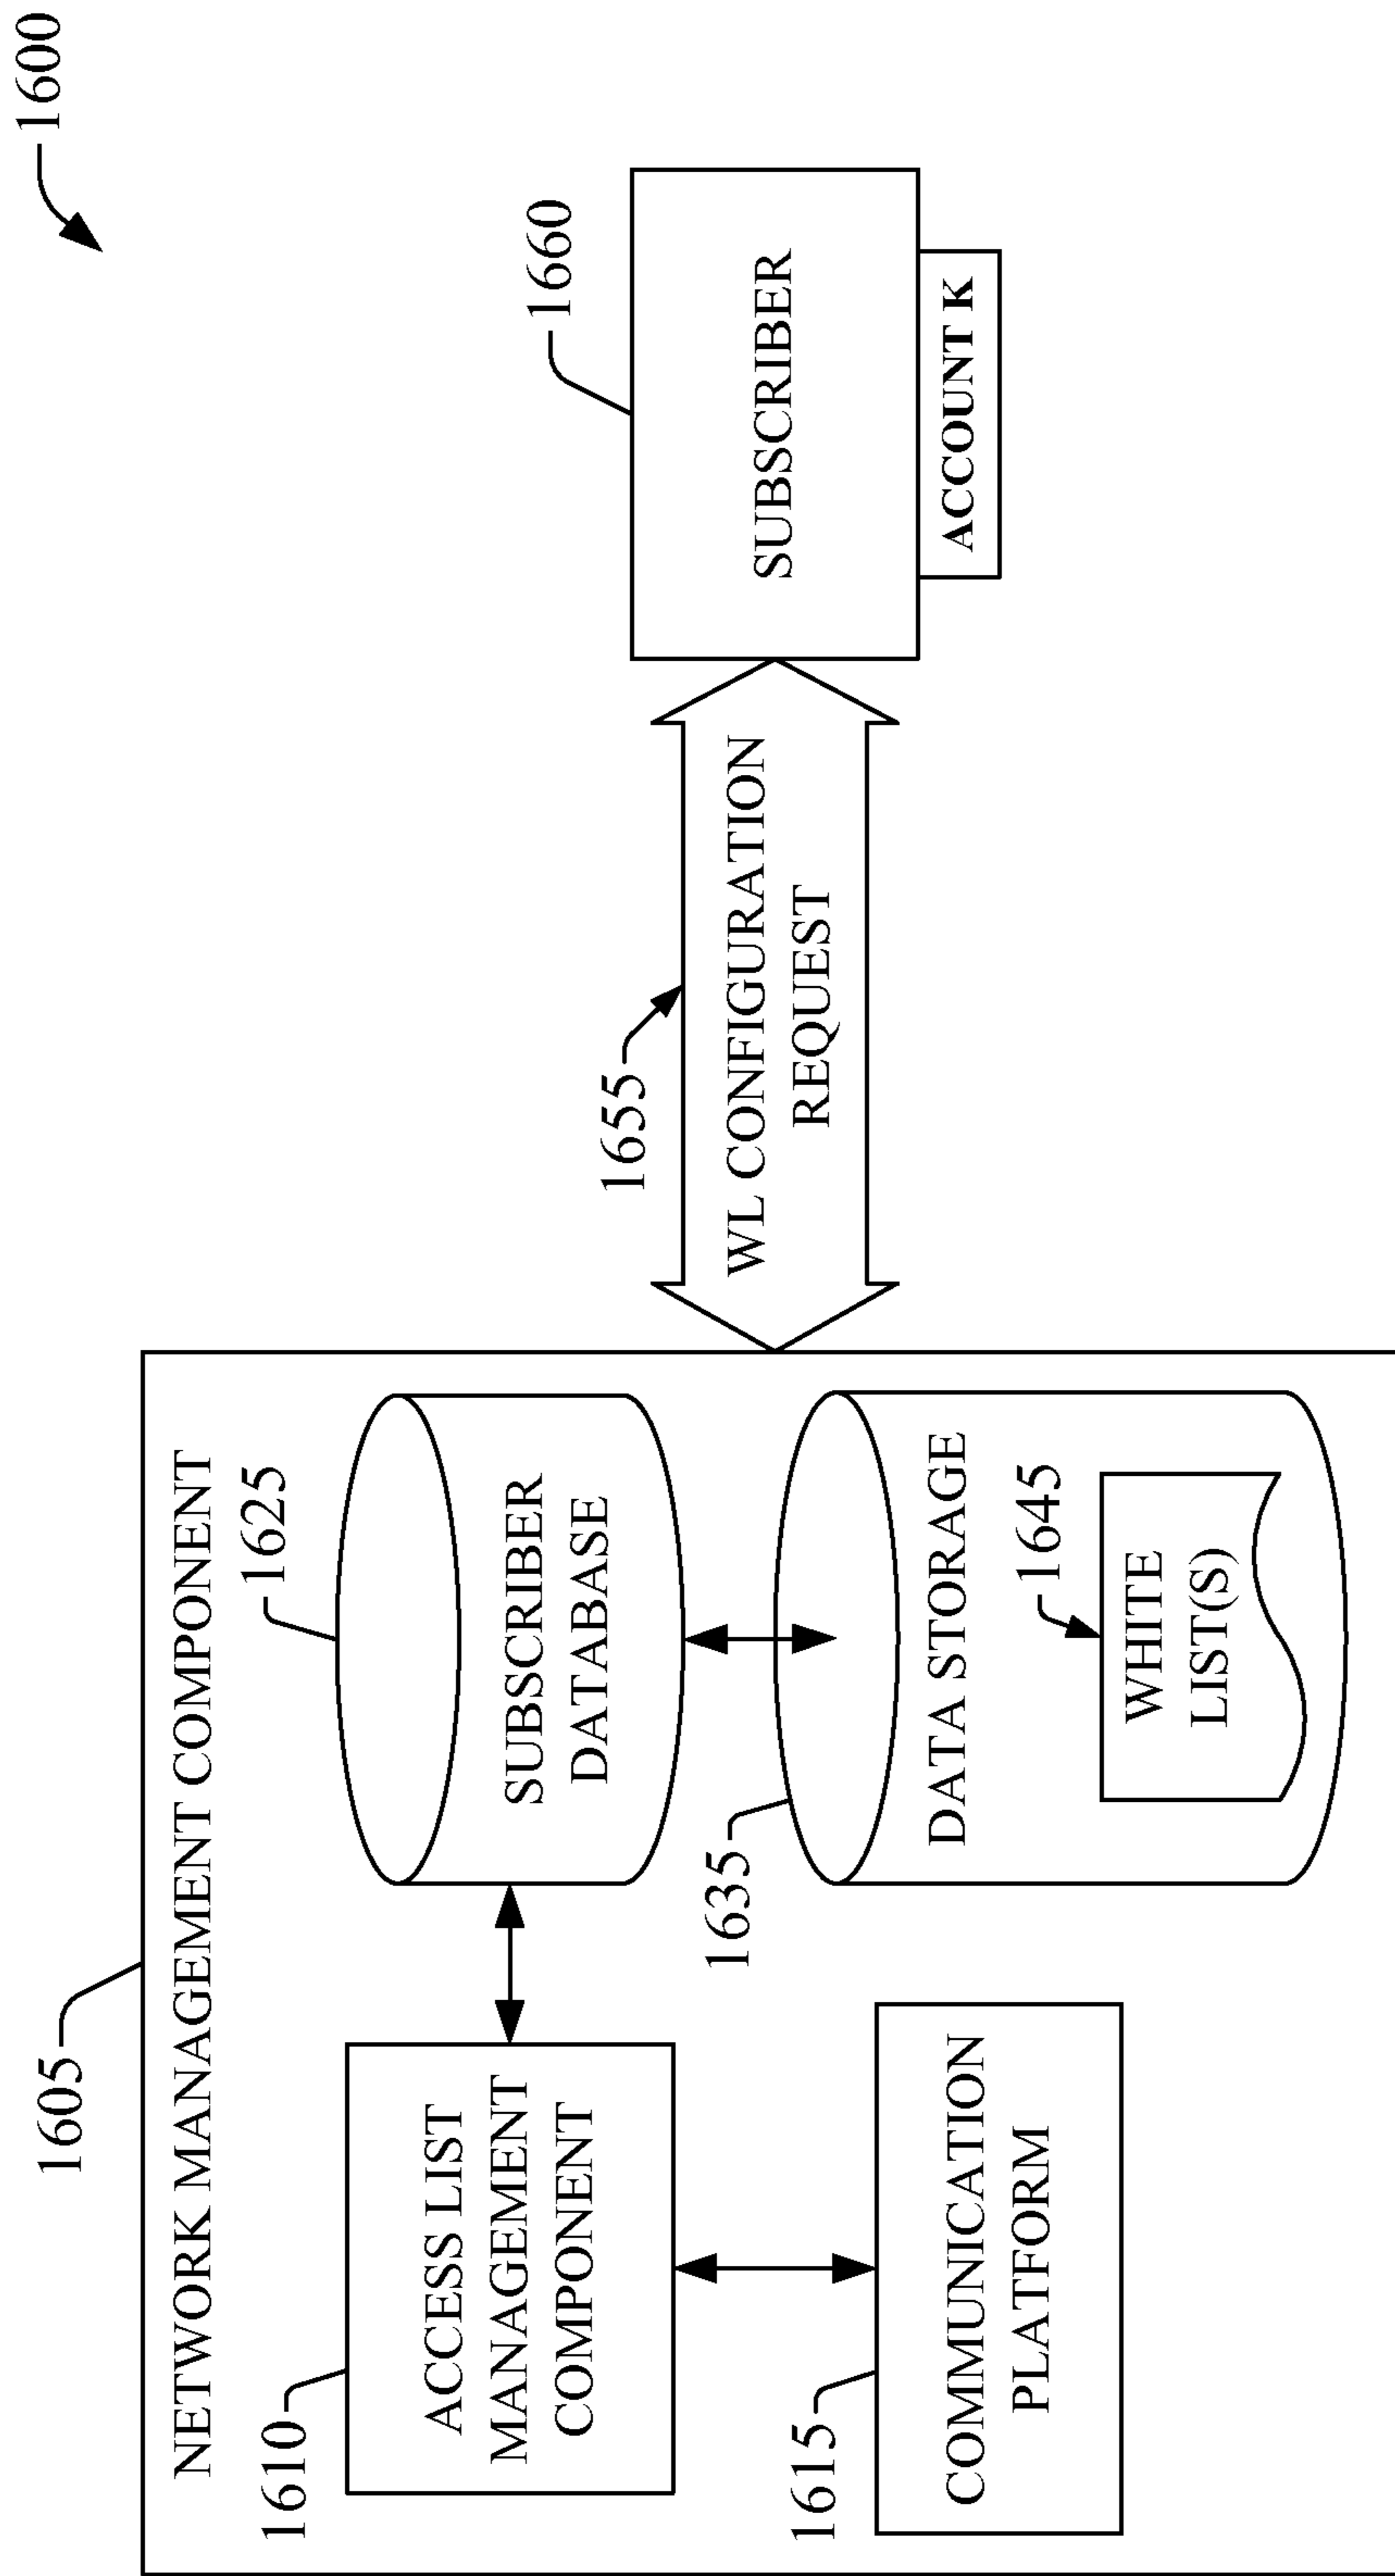 1600
1605
NETWORK MANAGEMENT COMPONENT
1610
ACCESS LIST
MANAGEMENT
COMPONENT
1625
SUBSCRIBER
DATABASE
1615
COMMUNICATION
PLATFORM
1635
DATA STORAGE
1645
WHITE
LIST(S)
1655
WL CONFIGURATION
REQUEST
1660
SUBSCRIBER
ACCOUNT K